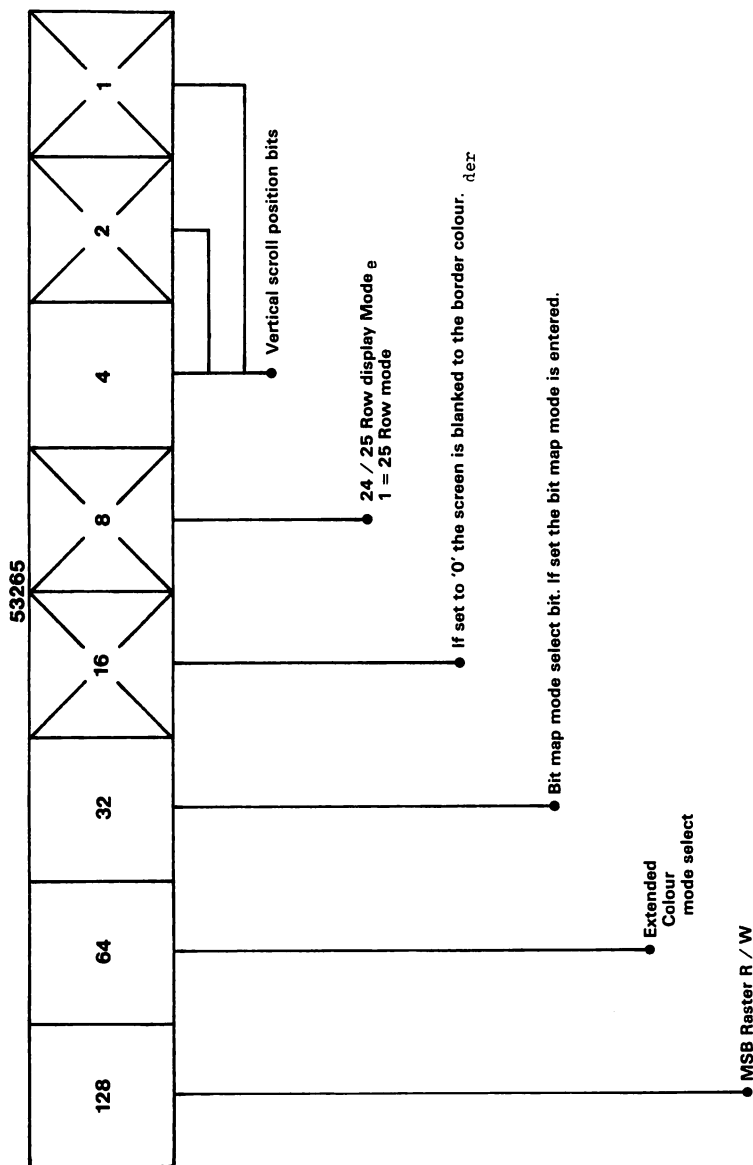 53265
128 64 32 16 8 4 2 1
Vertical scroll position bits
24 / 25 Row display Mode e
1 = 25 Row mode
If set to '0' the screen is blanked to the border colour. der
Bit map mode select bit. If set the bit map mode is entered.
Extended
Colour
mode select
MSB Raster R / W